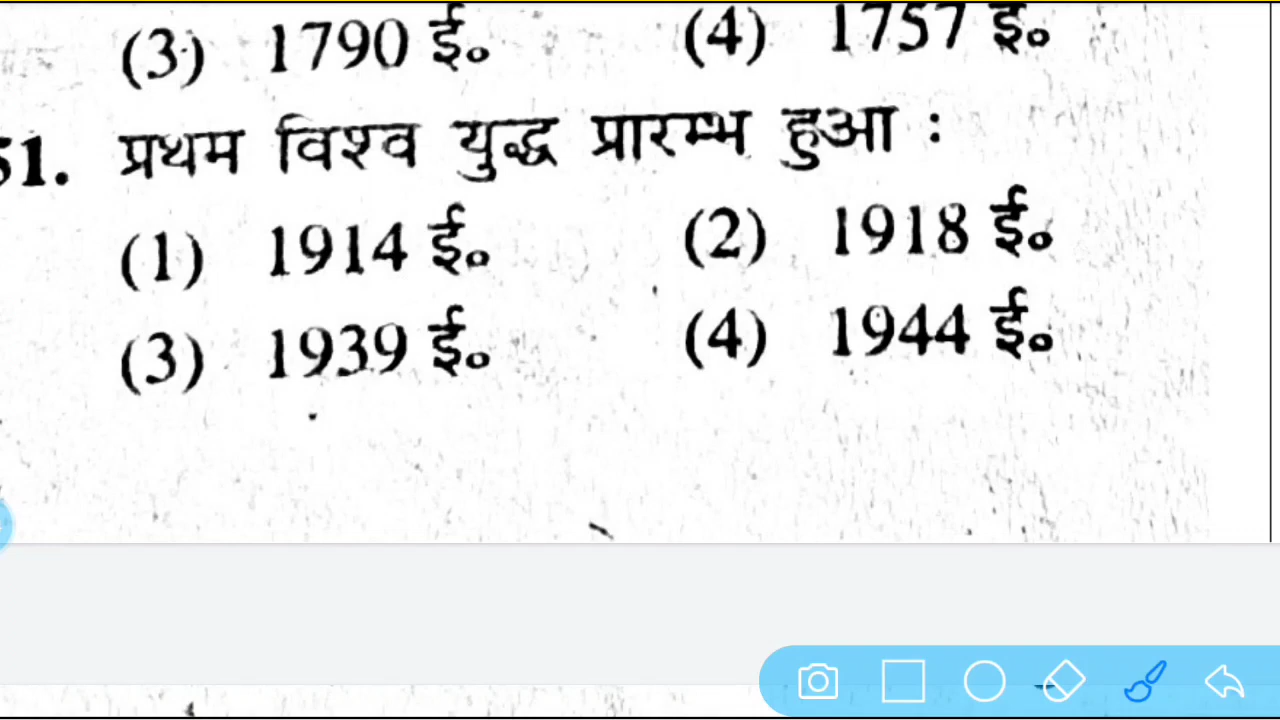 (3) 1790 ई० (4) 1757 ई०
51. प्रथम विश्व युद्ध प्रारम्भ हुआ :
(1) 1914 ई० (2) 1918 ई०
(3) 1939 ई० (4) 1944 ई०